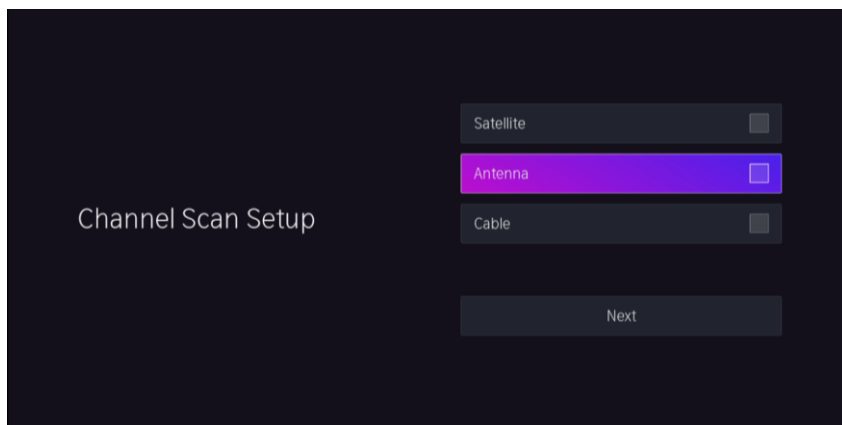 Satellite
Antenna
Channel Scan Setup
Cable
Next